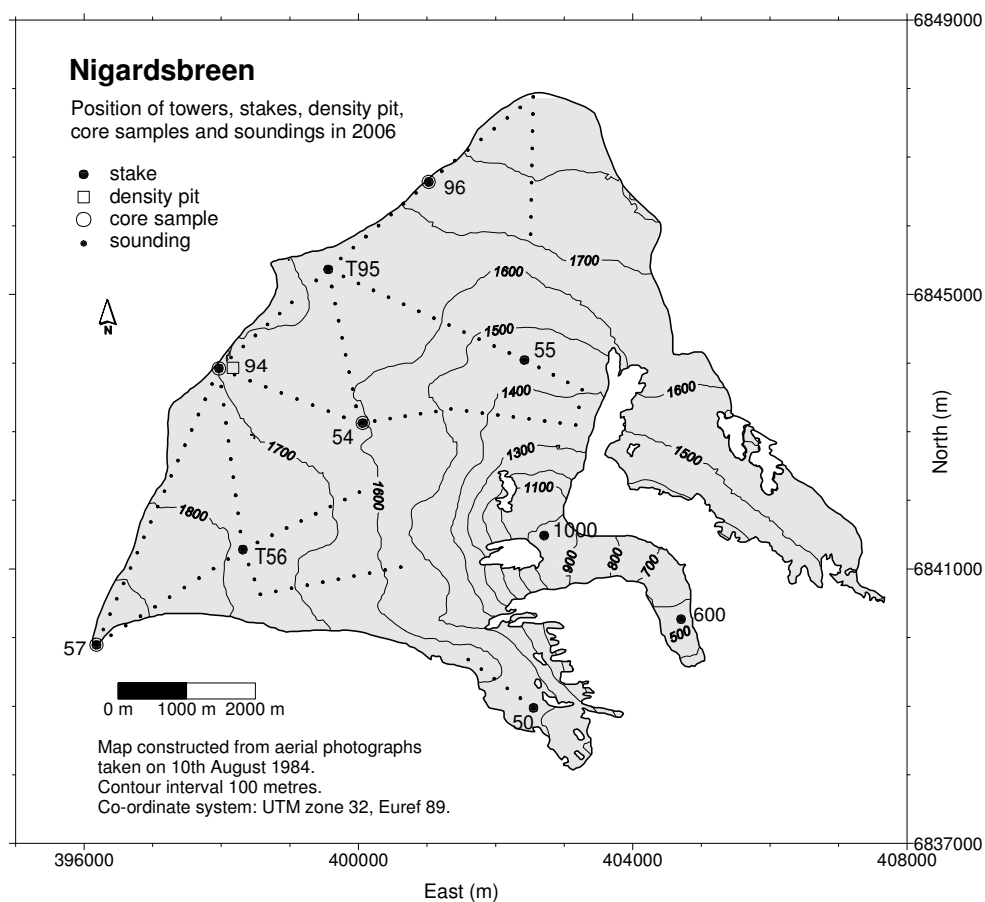 Nigardsbreen
Position of towers, stakes, density pit,
core samples and soundings in 2006
stake
density pit
core sample
sounding
N
96
T95
94
54
55
T56
57
1000
600
50
1700
1600
1500
1400
1300
1100
1600
1500
1700
1600
1800
900
800
700
500
0 m 1000 m 2000 m
Map constructed from aerial photographs
taken on 10th August 1984.
Contour interval 100 metres.
Co-ordinate system: UTM zone 32, Euref 89.
6849000
6845000
6841000
6837000
North (m)
396000 400000 404000 408000
East (m)